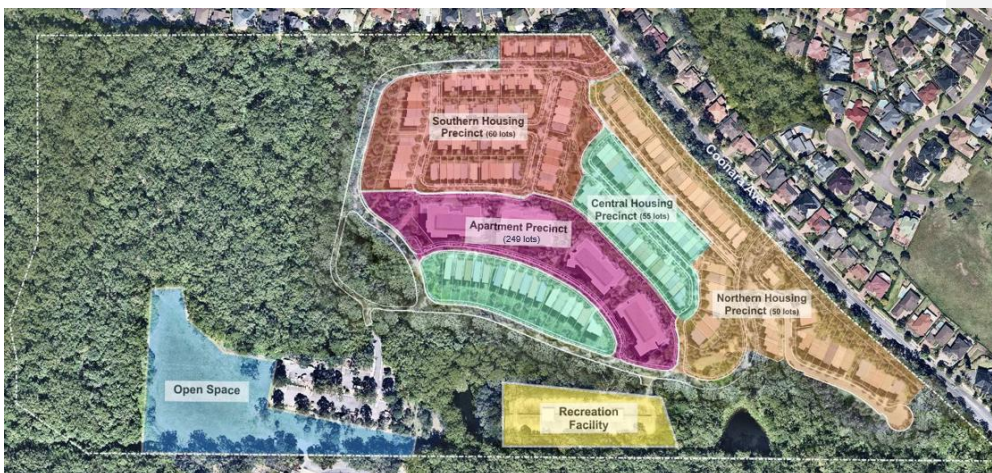 Southern Housing
Precinct (60 lots)
Coonara Ave
Central Housing
Precinct (55 lots)
Apartment Precinct
(249 lots)
Northern Housing
Precinct (50 lots)
Open Space
Recreation
Facility